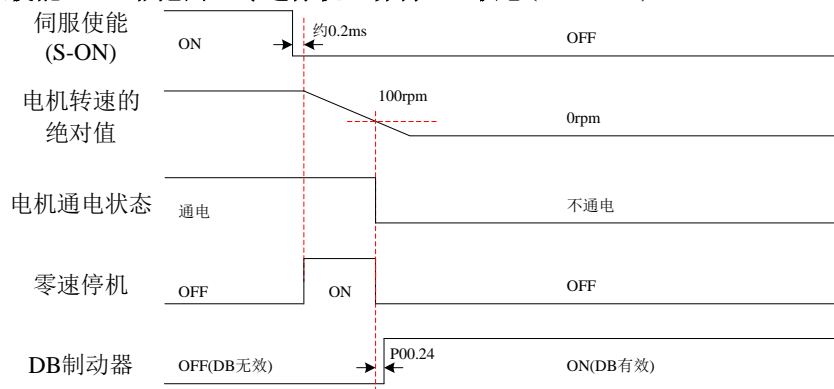 伺服使能
(S-ON)
ON
约0.2ms
OFF
电机转速的
绝对值
100rpm
0rpm
电机通电状态
通电
不通电
零速停机
OFF
ON
OFF
DB制动器
OFF(DB无效)
P00.24
ON(DB有效)